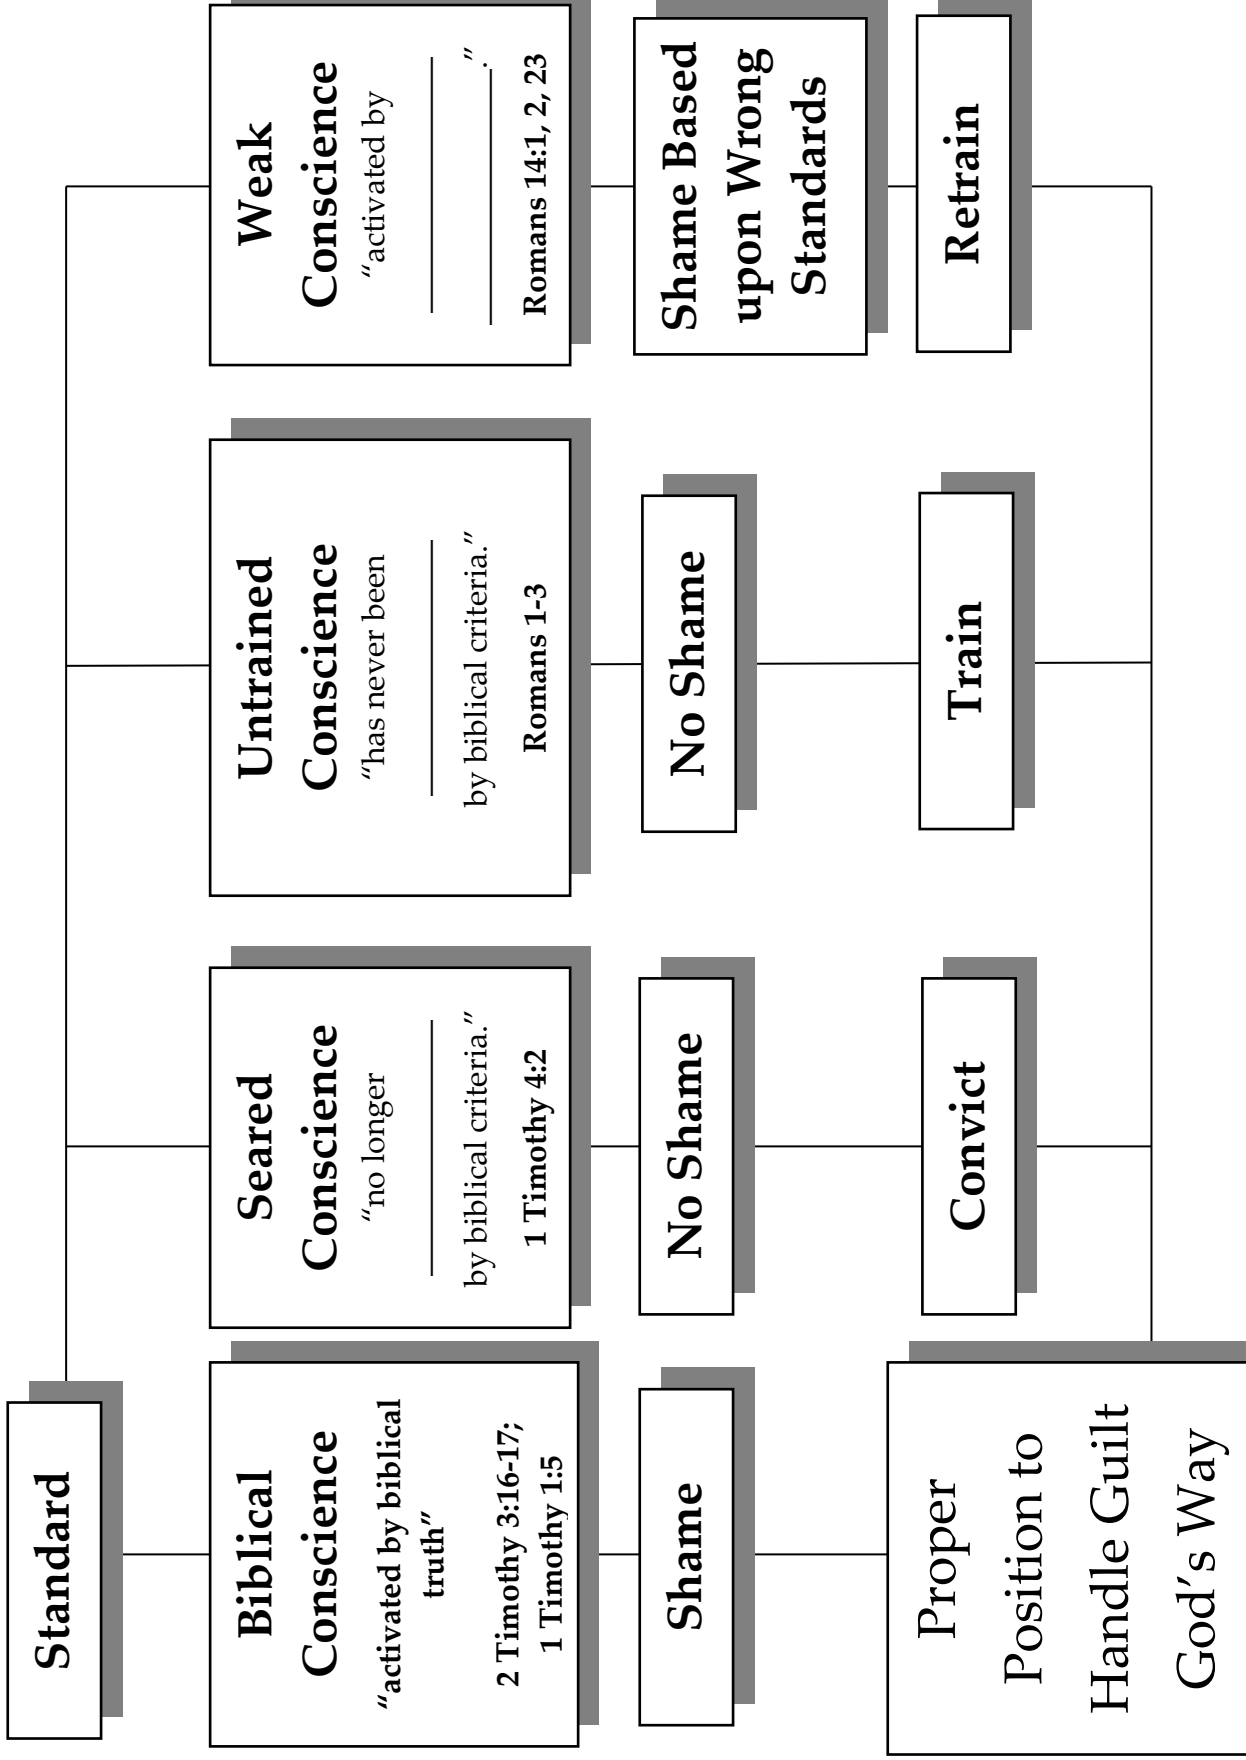 Standard
Biblical
Conscience
“activated by biblical
truth”
2 Timothy 3:16-17;
1 Timothy 1:5
Shame
Proper
Position to
Handle Guilt
God’s Way
Seared
Conscience
“no longer
by biblical criteria.”
1 Timothy 4:2
No Shame
Convict
Untrained
Conscience
“has never been
by biblical criteria.”
Romans 1-3
No Shame
Train
Weak
Conscience
“activated by
.”
Romans 14:1, 2, 23
Shame Based
upon Wrong
Standards
Retrain